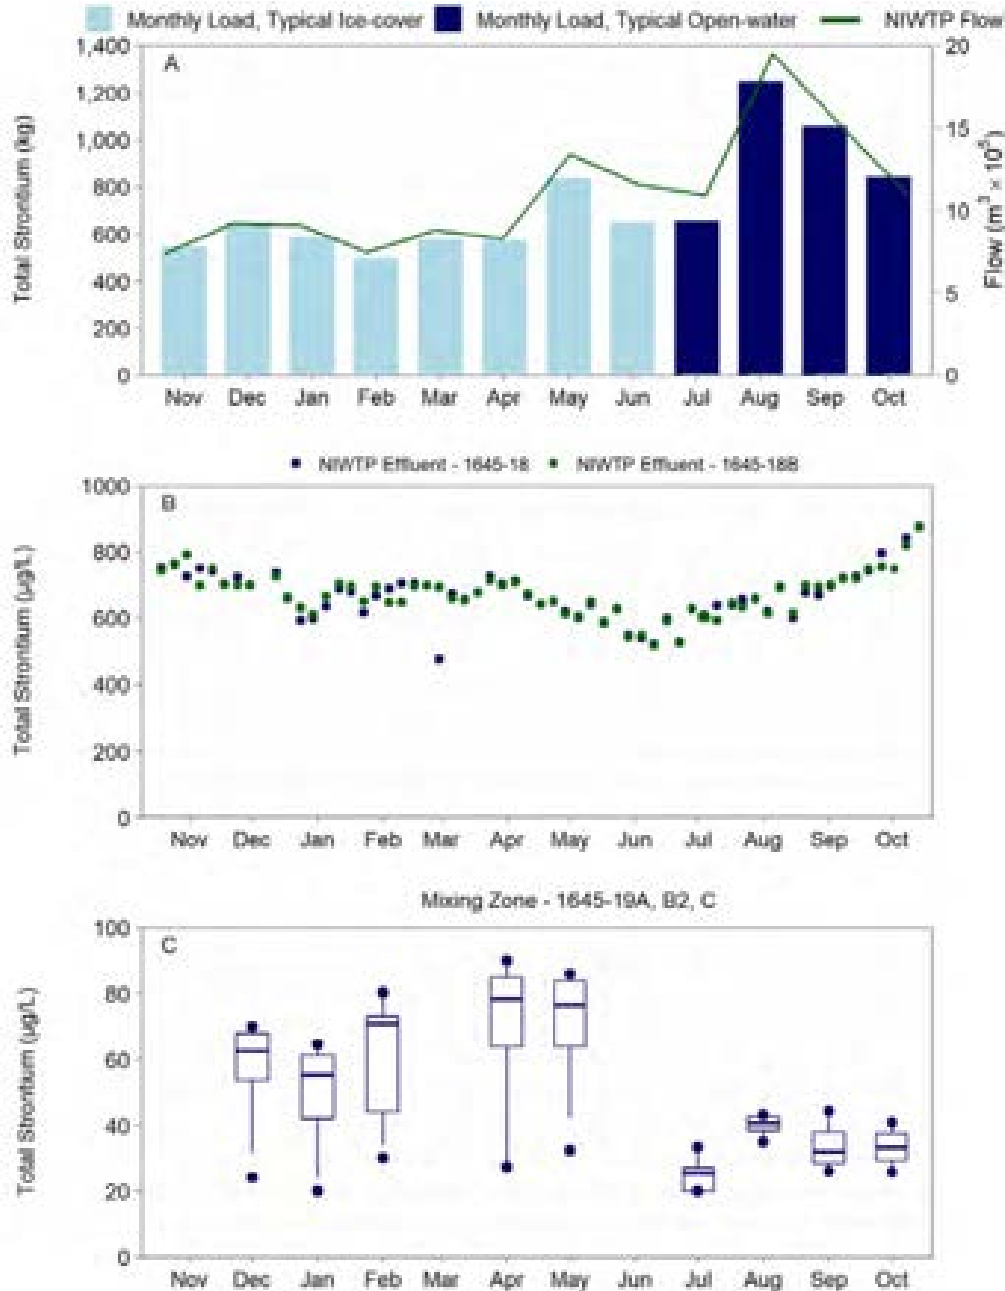 Monthly Load, Typical Ice-cover Monthly Load, Typical Open-water NIWTP Flow
A
1,400
1,200
1,000
800
600
400
200
0
Total Strontium (kg)
20
15
10
5
0
Flow (m³ × 10⁵)
Nov Dec Jan Feb Mar Apr May Jun Jul Aug Sep Oct
NIWTP Effluent - 1645-18 NIWTP Effluent - 1645-18B
B
1000
800
600
400
200
0
Total Strontium (µg/L)
Nov Dec Jan Feb Mar Apr May Jun Jul Aug Sep Oct
Mixing Zone - 1645-19A, B2, C
C
100
80
60
40
20
0
Total Strontium (µg/L)
Nov Dec Jan Feb Mar Apr May Jun Jul Aug Sep Oct